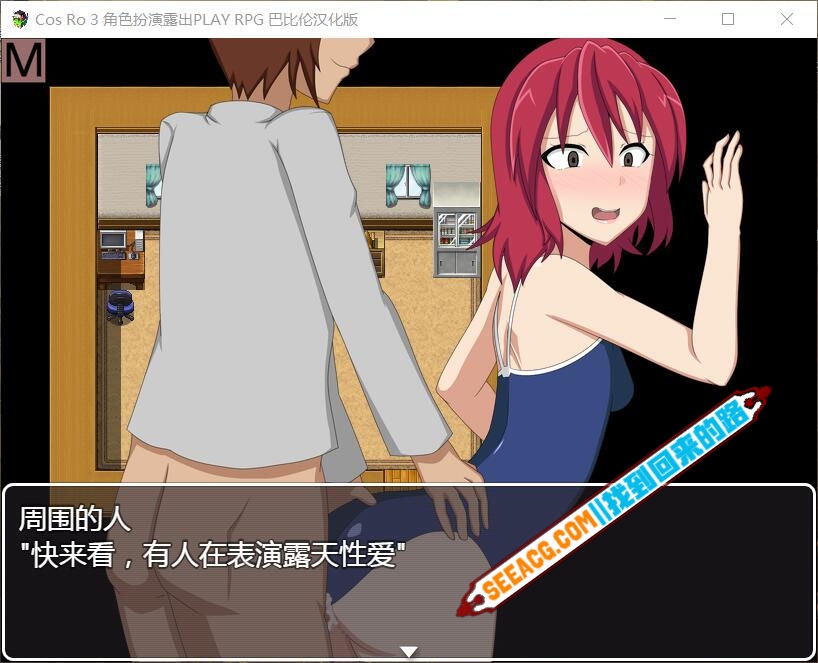 Cos Ro 3 角色扮演露出PLAY RPG 巴比伦汉化版
M
周围的人
"快来看，有人在表演露天性爱"
SEEACG.COM||找到回来的路